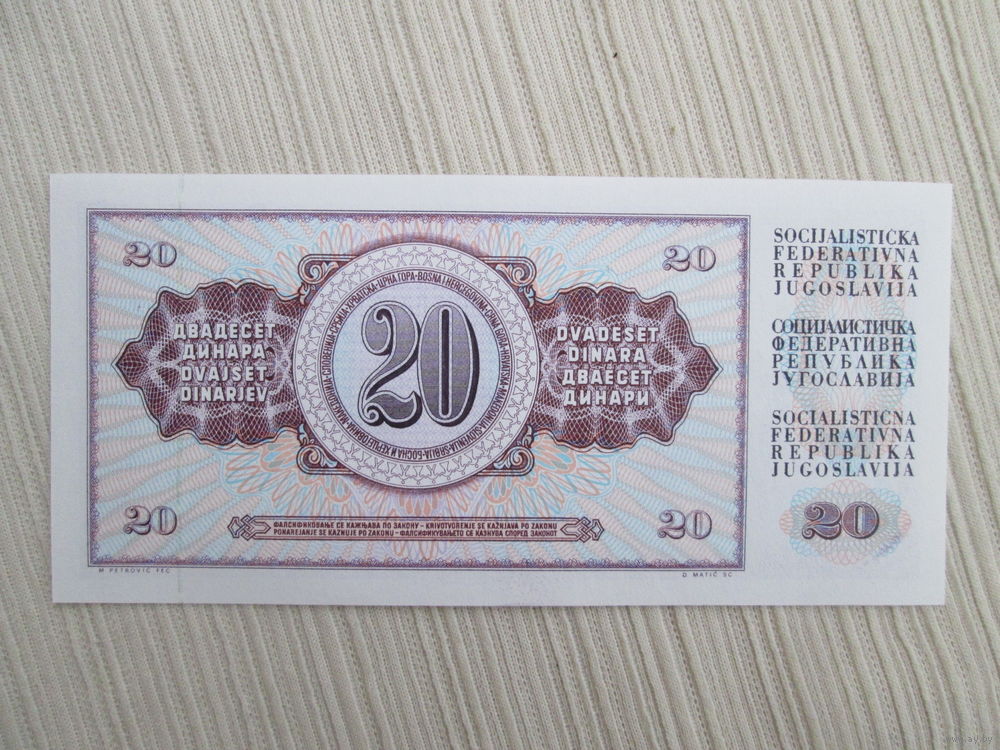 20
20
ДВАДЕСЕТ
ДИНАРА
DVAJSET
DINARJEV
20
DVADESET
DINARA
ДВАЕСЕТ
ДИНАРИ
20
20
ФАЛСИФИКОВАЊЕ СЕ КАЖЊАВА ПО ЗАКОНУ - KRIVOTVORENJE SE KAŽNJAVA PO ZAKONU
PONAREJANJE SE KAZNUJE PO ZAKONU - ФАЛСИФИКУВАЊЕТО СЕ КАЗНУВА СПОРЕД ЗАКОНОТ
M. PETROVIĆ FEC
D. MATIĆ SC
SOCIJALISTIČKA
FEDERATIVNA
REPUBLIKA
JUGOSLAVIJA
СОЦИЈАЛИСТИЧКА
ФЕДЕРАТИВНА
РЕПУБЛИКА
ЈУГОСЛАВИЈА
SOCIALISTIČNA
FEDERATIVNA
REPUBLIKA
JUGOSLAVIJA
20